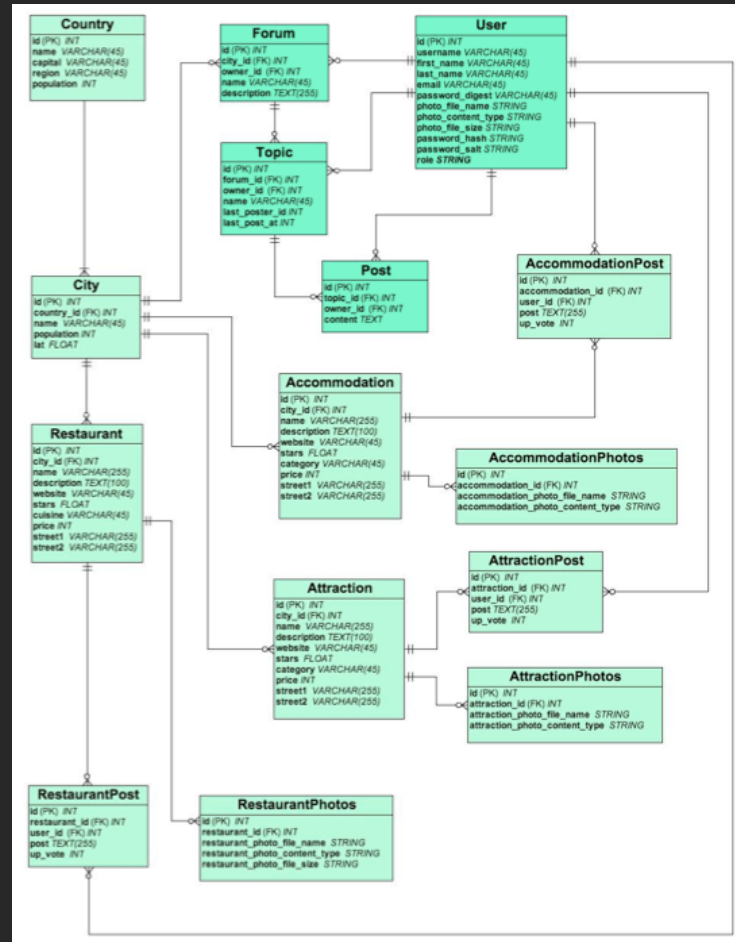 Country
id (PK) INT
name VARCHAR(45)
capital VARCHAR(45)
region VARCHAR(45)
population INT
Forum
id (PK) INT
city_id (FK) INT
owner_id (FK) INT
name VARCHAR(45)
description TEXT(255)
User
id (PK) INT
username VARCHAR(45)
first_name VARCHAR(45)
last_name VARCHAR(45)
email VARCHAR(45)
password_digest VARCHAR(45)
photo_file_name STRING
photo_content_type STRING
photo_file_size STRING
password_hash STRING
password_salt STRING
role STRING
Topic
id (PK) INT
forum_id (FK) INT
owner_id (FK) INT
name VARCHAR(45)
last_poster_id INT
last_post_at INT
Post
id (PK) INT
topic_id (FK) INT
owner_id (FK) INT
content TEXT
AccommodationPost
id (PK) INT
accommodation_id (FK) INT
user_id (FK) INT
post TEXT(255)
up_vote INT
City
id (PK) INT
country_id (FK) INT
name VARCHAR(45)
population INT
lat FLOAT
Accommodation
id (PK) INT
city_id (FK) INT
name VARCHAR(255)
description TEXT(100)
website VARCHAR(45)
stars FLOAT
category VARCHAR(45)
price INT
street1 VARCHAR(255)
street2 VARCHAR(255)
Restaurant
id (PK) INT
city_id (FK) INT
name VARCHAR(255)
description TEXT(100)
website VARCHAR(45)
stars FLOAT
cuisine VARCHAR(45)
price INT
street1 VARCHAR(255)
street2 VARCHAR(255)
AccommodationPhotos
id (PK) INT
accommodation_id (FK) INT
accommodation_photo_file_name STRING
accommodation_photo_content_type STRING
AttractionPost
id (PK) INT
attraction_id (FK) INT
user_id (FK) INT
post TEXT(255)
up_vote INT
Attraction
id (PK) INT
city_id (FK) INT
name VARCHAR(255)
description TEXT(100)
website VARCHAR(45)
stars FLOAT
category VARCHAR(45)
price INT
street1 VARCHAR(255)
street2 VARCHAR(255)
AttractionPhotos
id (PK) INT
attraction_id (FK) INT
attraction_photo_file_name STRING
attraction_photo_content_type STRING
RestaurantPost
id (PK) INT
restaurant_id (FK) INT
user_id (FK) INT
post TEXT(255)
up_vote INT
RestaurantPhotos
id (PK) INT
restaurant_id (FK) INT
restaurant_photo_file_name STRING
restaurant_photo_content_type STRING
restaurant_photo_file_size STRING